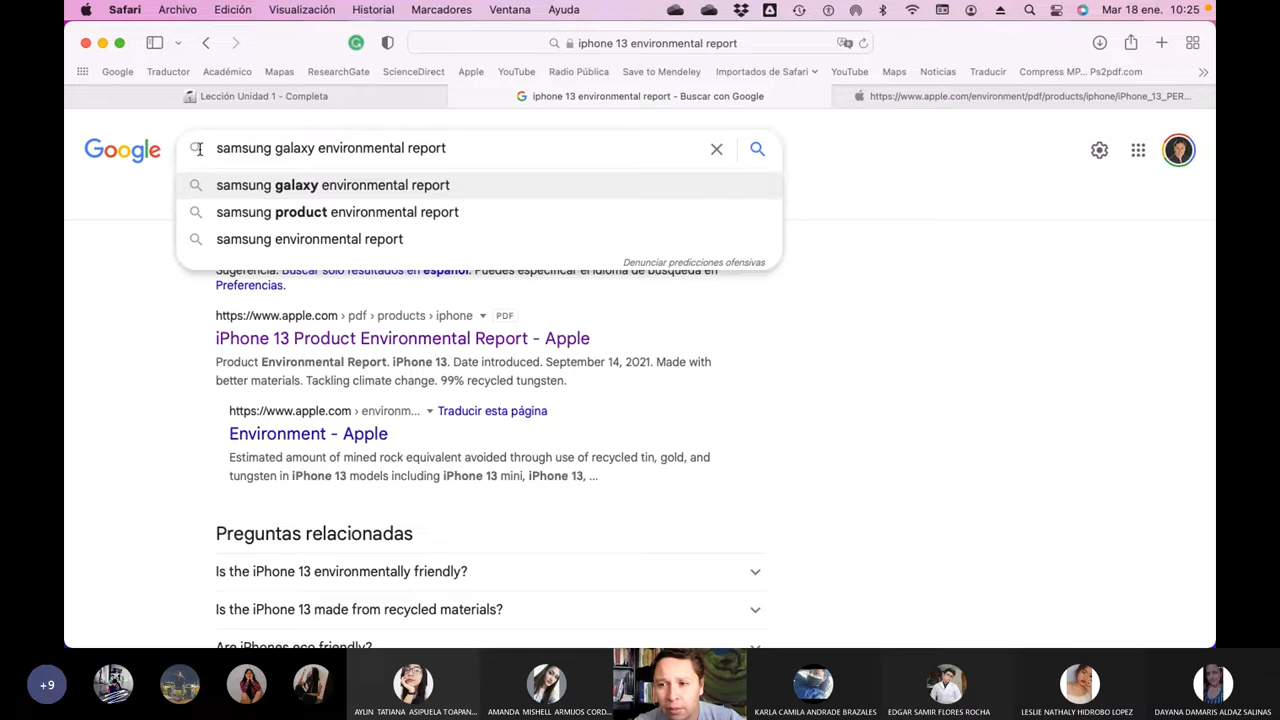 Safari Archivo Edición Visualización Historial Marcadores Ventana Ayuda Mar 18 ene. 10:25
iphone 13 environmental report
Google Traductor Académico Mapas ResearchGate ScienceDirect Apple YouTube Radio Pública Save to Mendeley Importados de Safari YouTube Maps Noticias Traducir Compress MP... Ps2pdf.com
Lección Unidad 1 - Completa
iphone 13 environmental report - Buscar con Google
https://www.apple.com/environment/pdf/products/iphone/iPhone_13_PER...
Google
samsung galaxy environmental report
samsung galaxy environmental report
samsung product environmental report
samsung environmental report
Denunciar predicciones ofensivas
Sugerencia: Buscar solo resultados en español. Puedes especificar el idioma de búsqueda en
Preferencias.
https://www.apple.com › pdf › products › iphone PDF
iPhone 13 Product Environmental Report - Apple
Product Environmental Report. iPhone 13. Date introduced. September 14, 2021. Made with
better materials. Tackling climate change. 99% recycled tungsten.
https://www.apple.com › environm... Traducir esta página
Environment - Apple
Estimated amount of mined rock equivalent avoided through use of recycled tin, gold, and
tungsten in iPhone 13 models including iPhone 13 mini, iPhone 13, ...
Preguntas relacionadas
Is the iPhone 13 environmentally friendly?
Is the iPhone 13 made from recycled materials?
Are iPhones eco friendly?
+9
AYLIN TATIANA ASIPUELA TOAPAN...
AMANDA MISHELL ARMIJOS CORD...
KARLA CAMILA ANDRADE BRAZALES
EDGAR SAMIR FLORES ROCHA
LESLIE NATHALY HIDROBO LOPEZ
DAYANA DAMARIS ALDAZ SALINAS